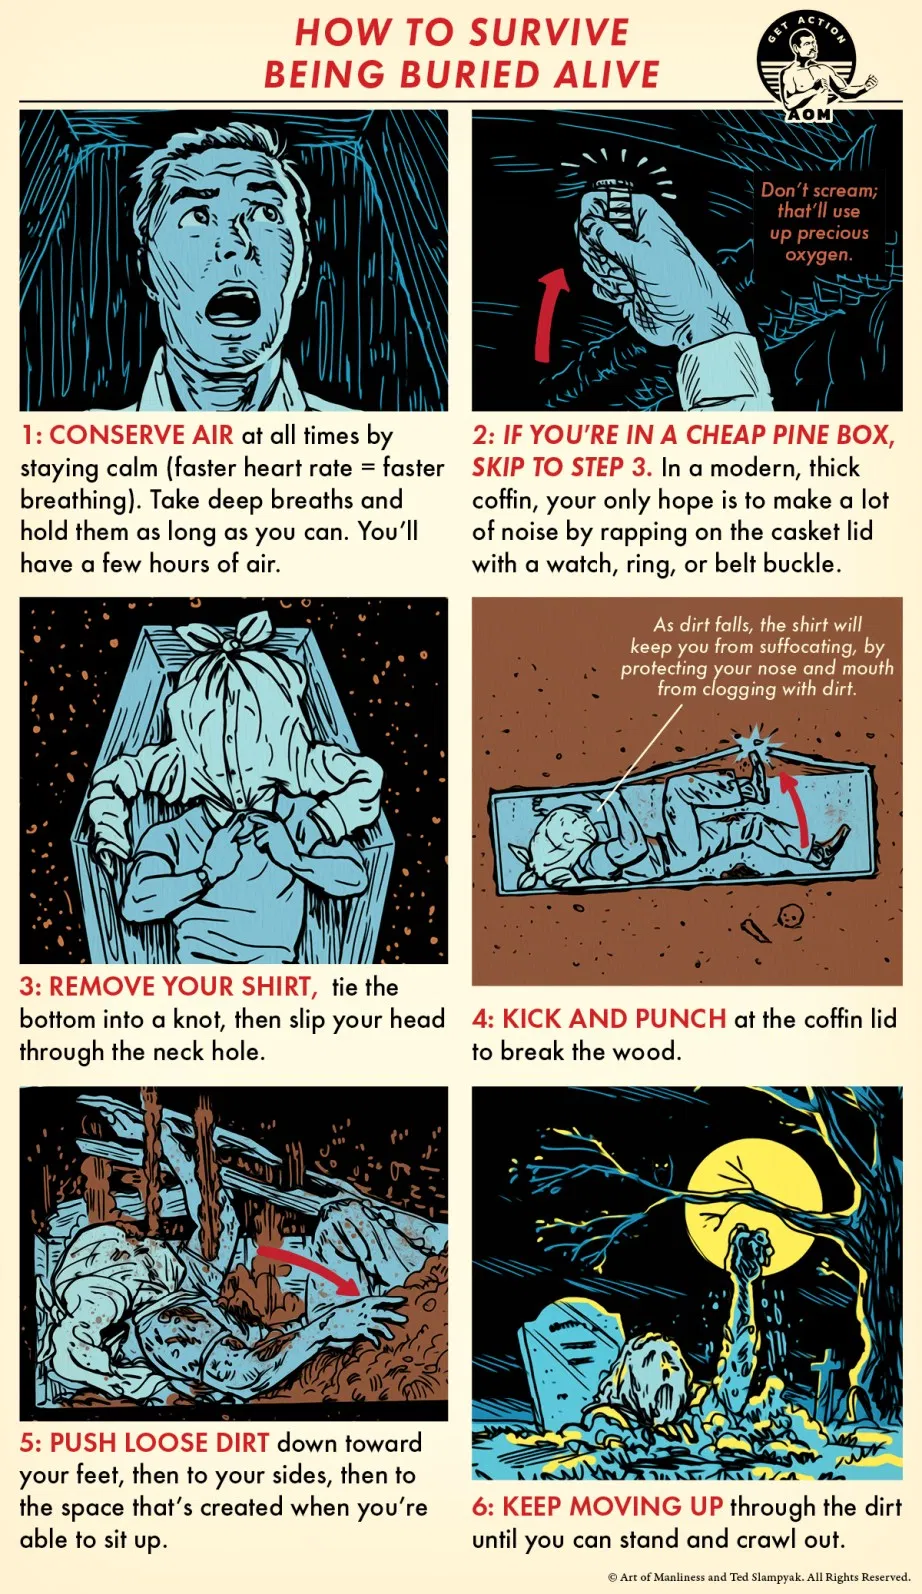 HOW TO SURVIVE
BEING BURIED ALIVE
GET ACTION
AOM
Don't scream;
that'll use
up precious
oxygen.
1: CONSERVE AIR at all times by
staying calm (faster heart rate = faster
breathing). Take deep breaths and
hold them as long as you can. You'll
have a few hours of air.
2: IF YOU'RE IN A CHEAP PINE BOX,
SKIP TO STEP 3. In a modern, thick
coffin, your only hope is to make a lot
of noise by rapping on the casket lid
with a watch, ring, or belt buckle.
As dirt falls, the shirt will
keep you from suffocating, by
protecting your nose and mouth
from clogging with dirt.
3: REMOVE YOUR SHIRT, tie the
bottom into a knot, then slip your head
through the neck hole.
4: KICK AND PUNCH at the coffin lid
to break the wood.
5: PUSH LOOSE DIRT down toward
your feet, then to your sides, then to
the space that's created when you're
able to sit up.
6: KEEP MOVING UP through the dirt
until you can stand and crawl out.
© Art of Manliness and Ted Slampyak. All Rights Reserved.